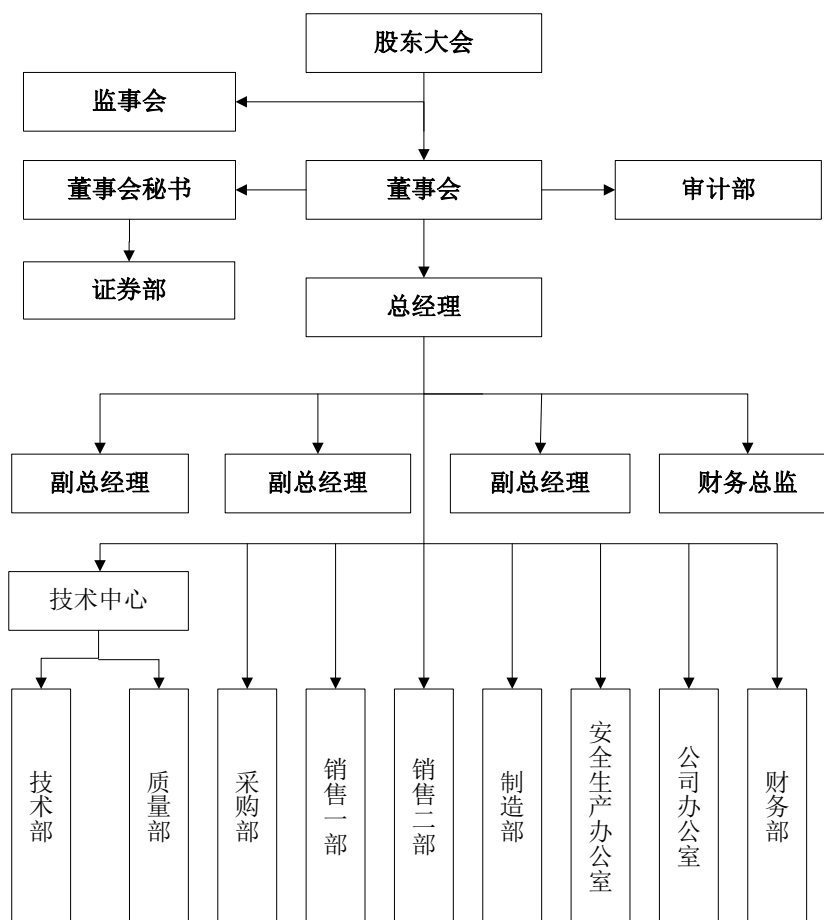 股东大会
监事会
董事会秘书
董事会
审计部
证券部
总经理
副总经理
副总经理
副总经理
财务总监
技术中心
技术部
质量部
采购部
销售一部
销售二部
制造部
安全生产办公室
公司办公室
财务部